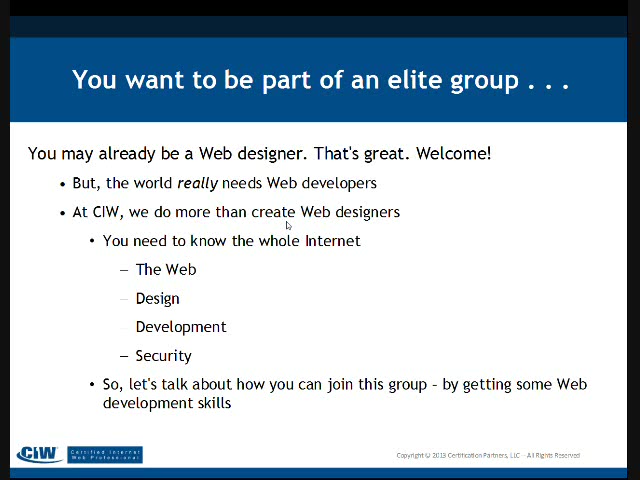 You want to be part of an elite group . . .
You may already be a Web designer. That's great. Welcome!
• But, the world really needs Web developers
• At CIW, we do more than create Web designers
• You need to know the whole Internet
– The Web
– Design
– Development
– Security
• So, let's talk about how you can join this group – by getting some Web
development skills
CIW
Certified Internet
Web Professional
Copyright © 2013 Certification Partners, LLC – All Rights Reserved